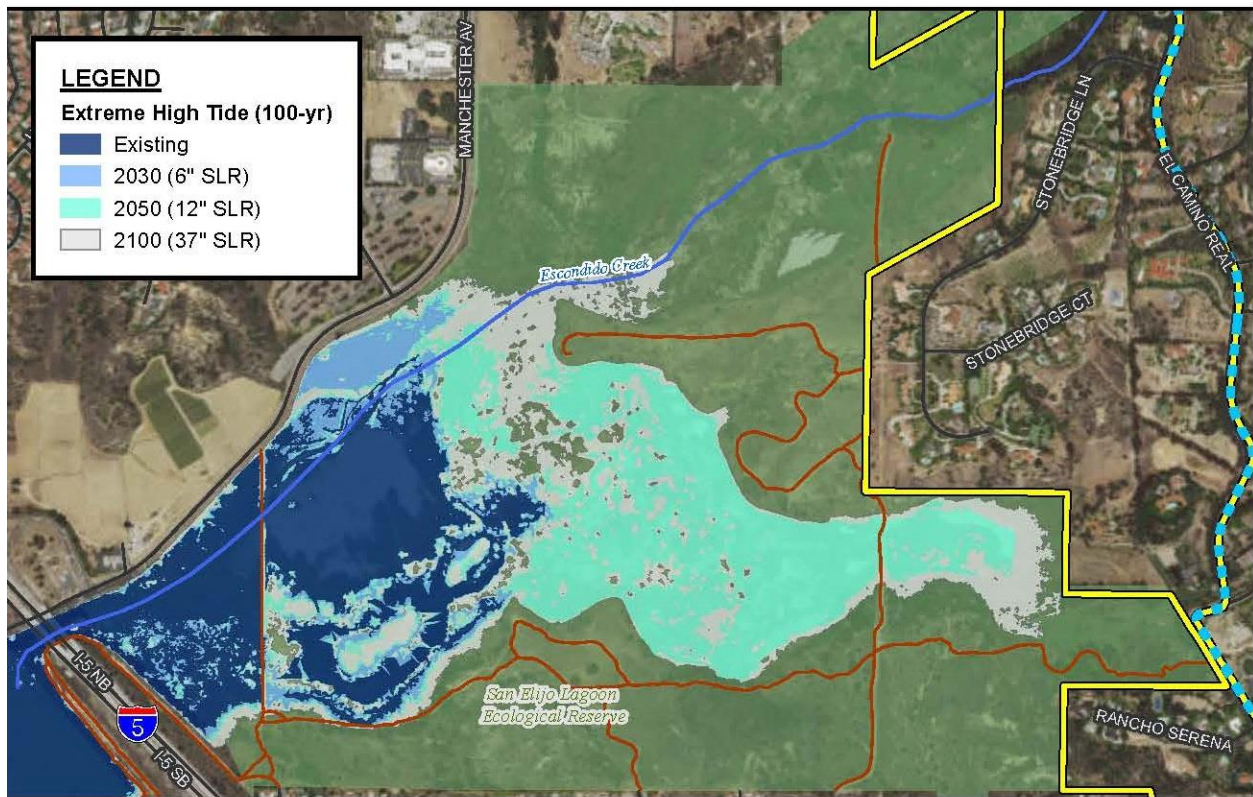 LEGEND
Extreme High Tide (100-yr)
Existing
2030 (6" SLR)
2050 (12" SLR)
2100 (37" SLR)
MANCHESTER AV
STONEBRIDGE LN
EL CAMINO REAL
Escondido Creek
STONEBRIDGE CT
San Elijo Lagoon
Ecological Reserve
I-5 NB
5
I-5 SB
RANCHO SERENA